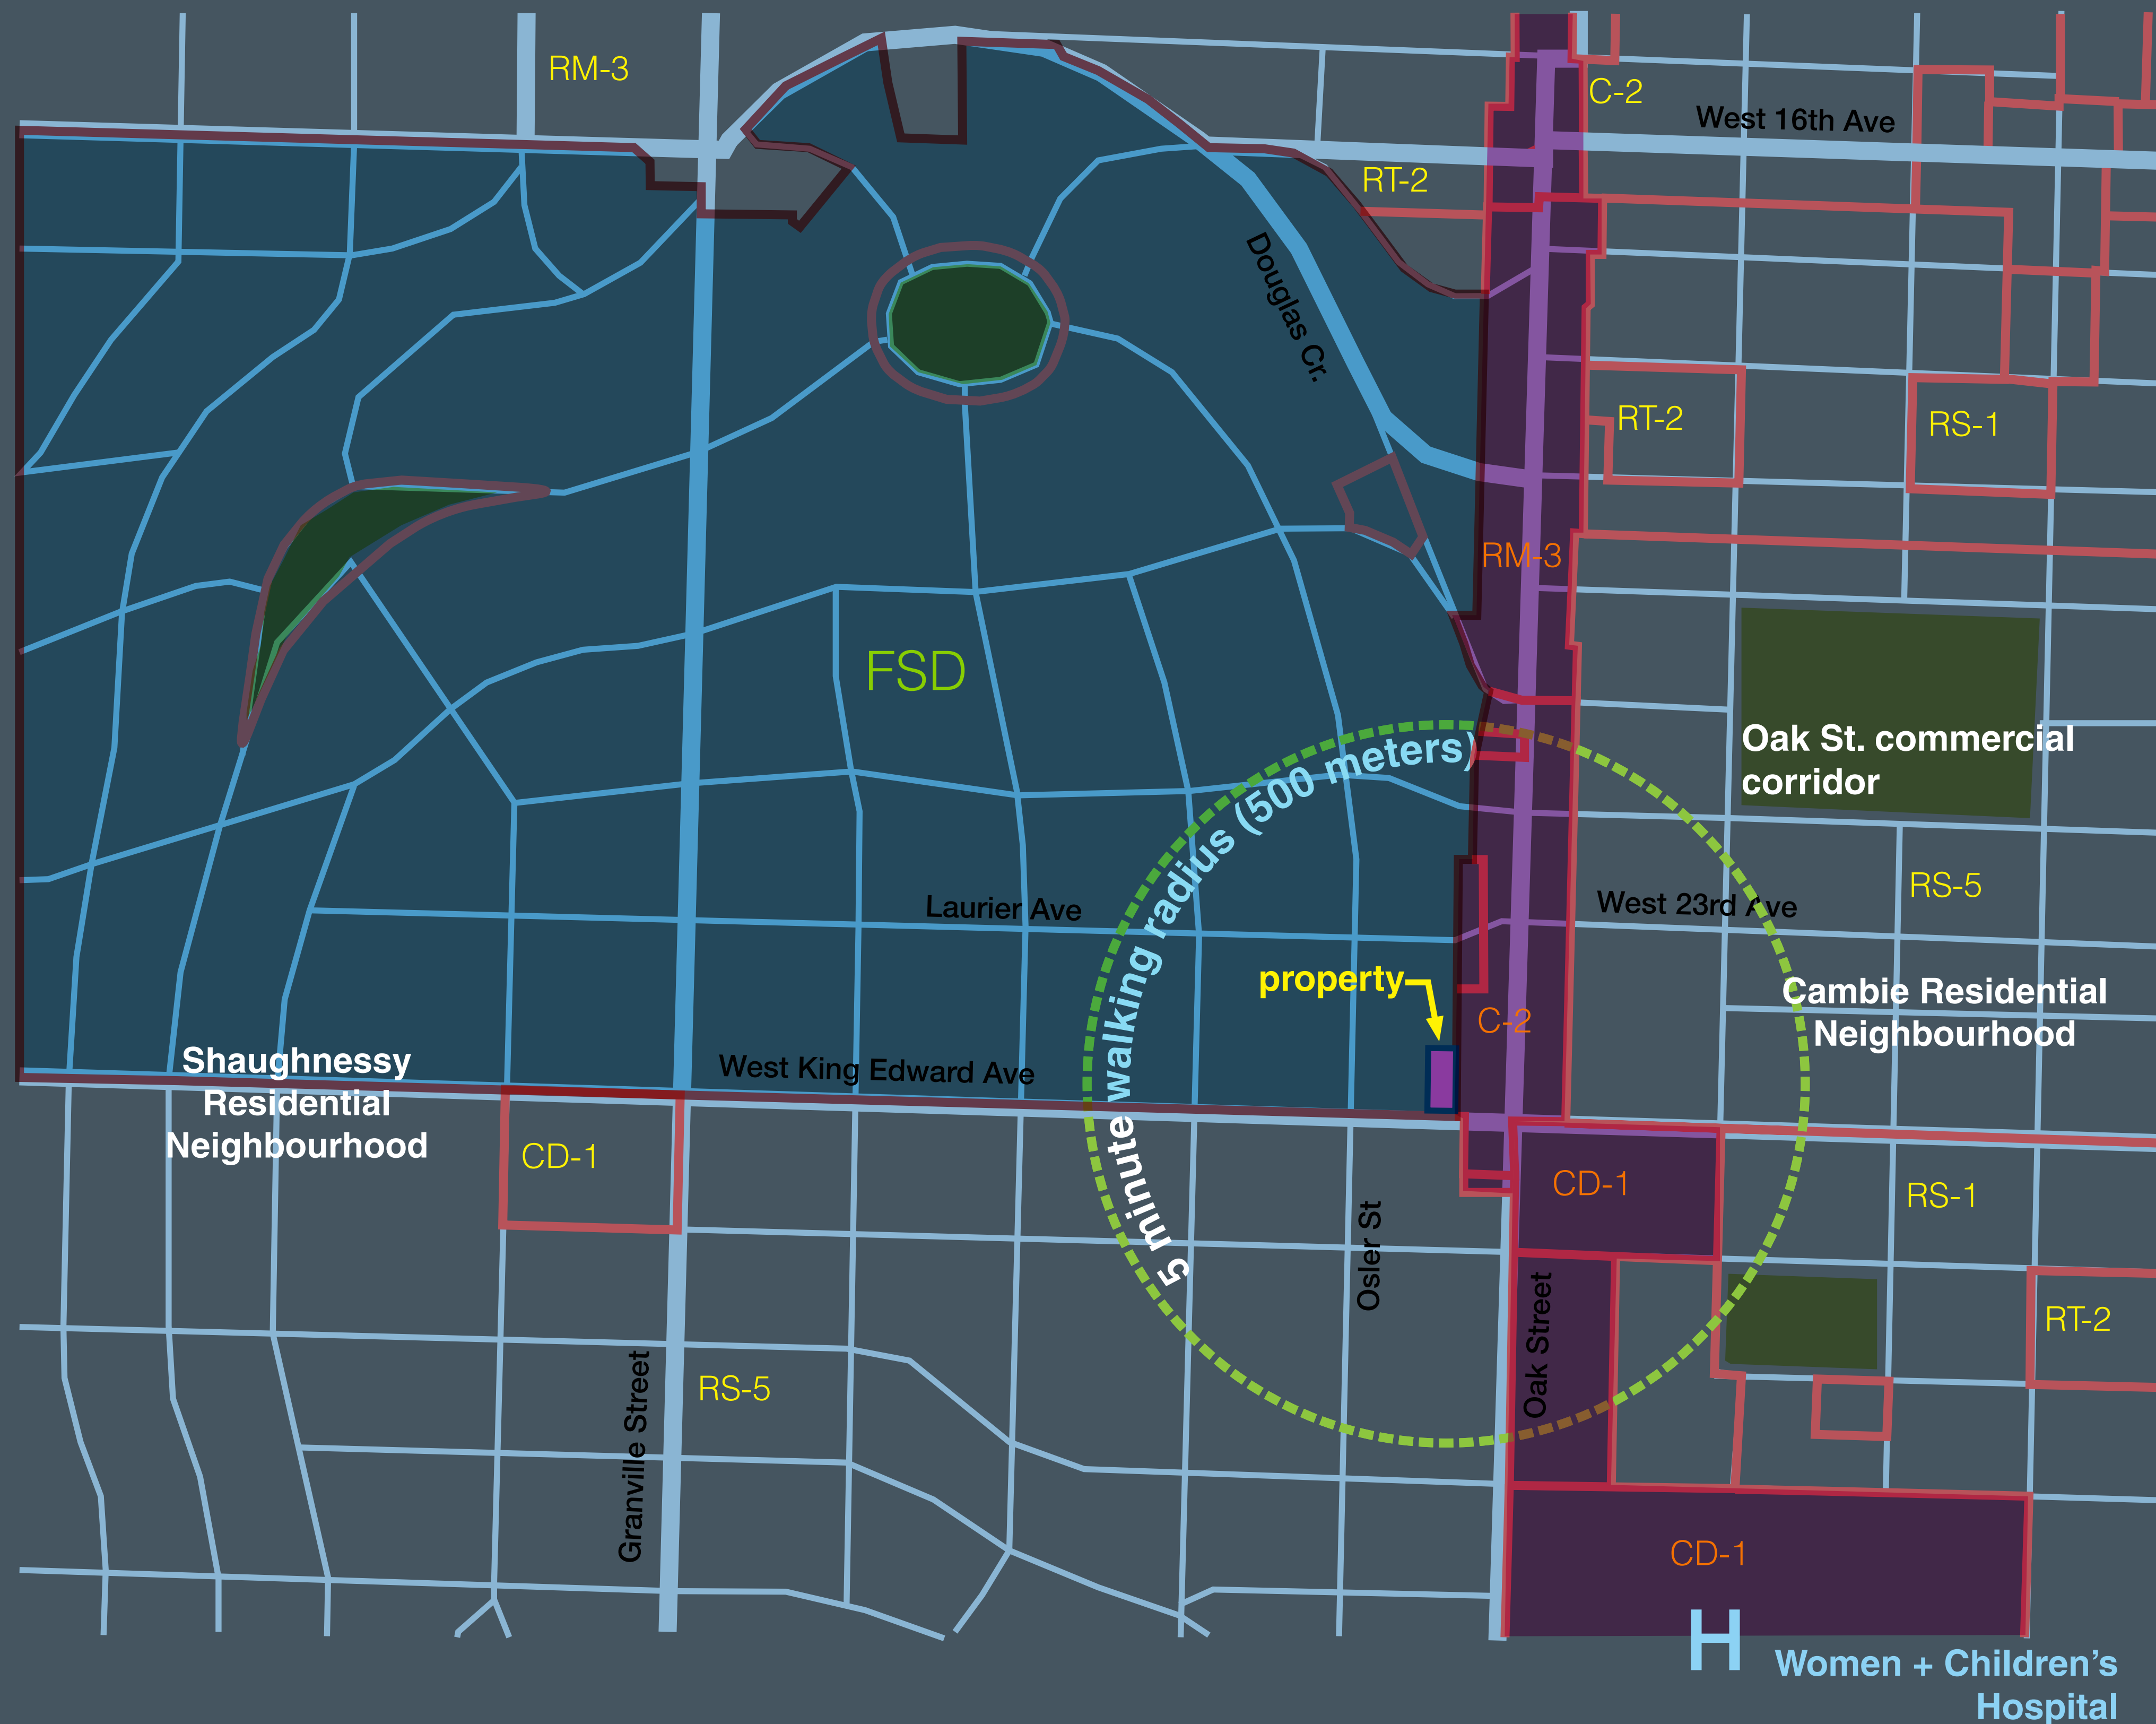 RM-3
C-2
West 16th Ave
RT-2
Douglas Cr.
RT-2
RS-1
RM-3
FSD
Oak St. commercial
corridor
5 minute walking radius (500 meters)
RS-5
Laurier Ave
West 23rd Ave
property
Cambie Residential
Neighbourhood
C-2
Shaughnessy
Residential
Neighbourhood
West King Edward Ave
CD-1
CD-1
RS-1
Osler St
Oak Street
RT-2
Granville Street
RS-5
CD-1
H
Women + Children’s
Hospital